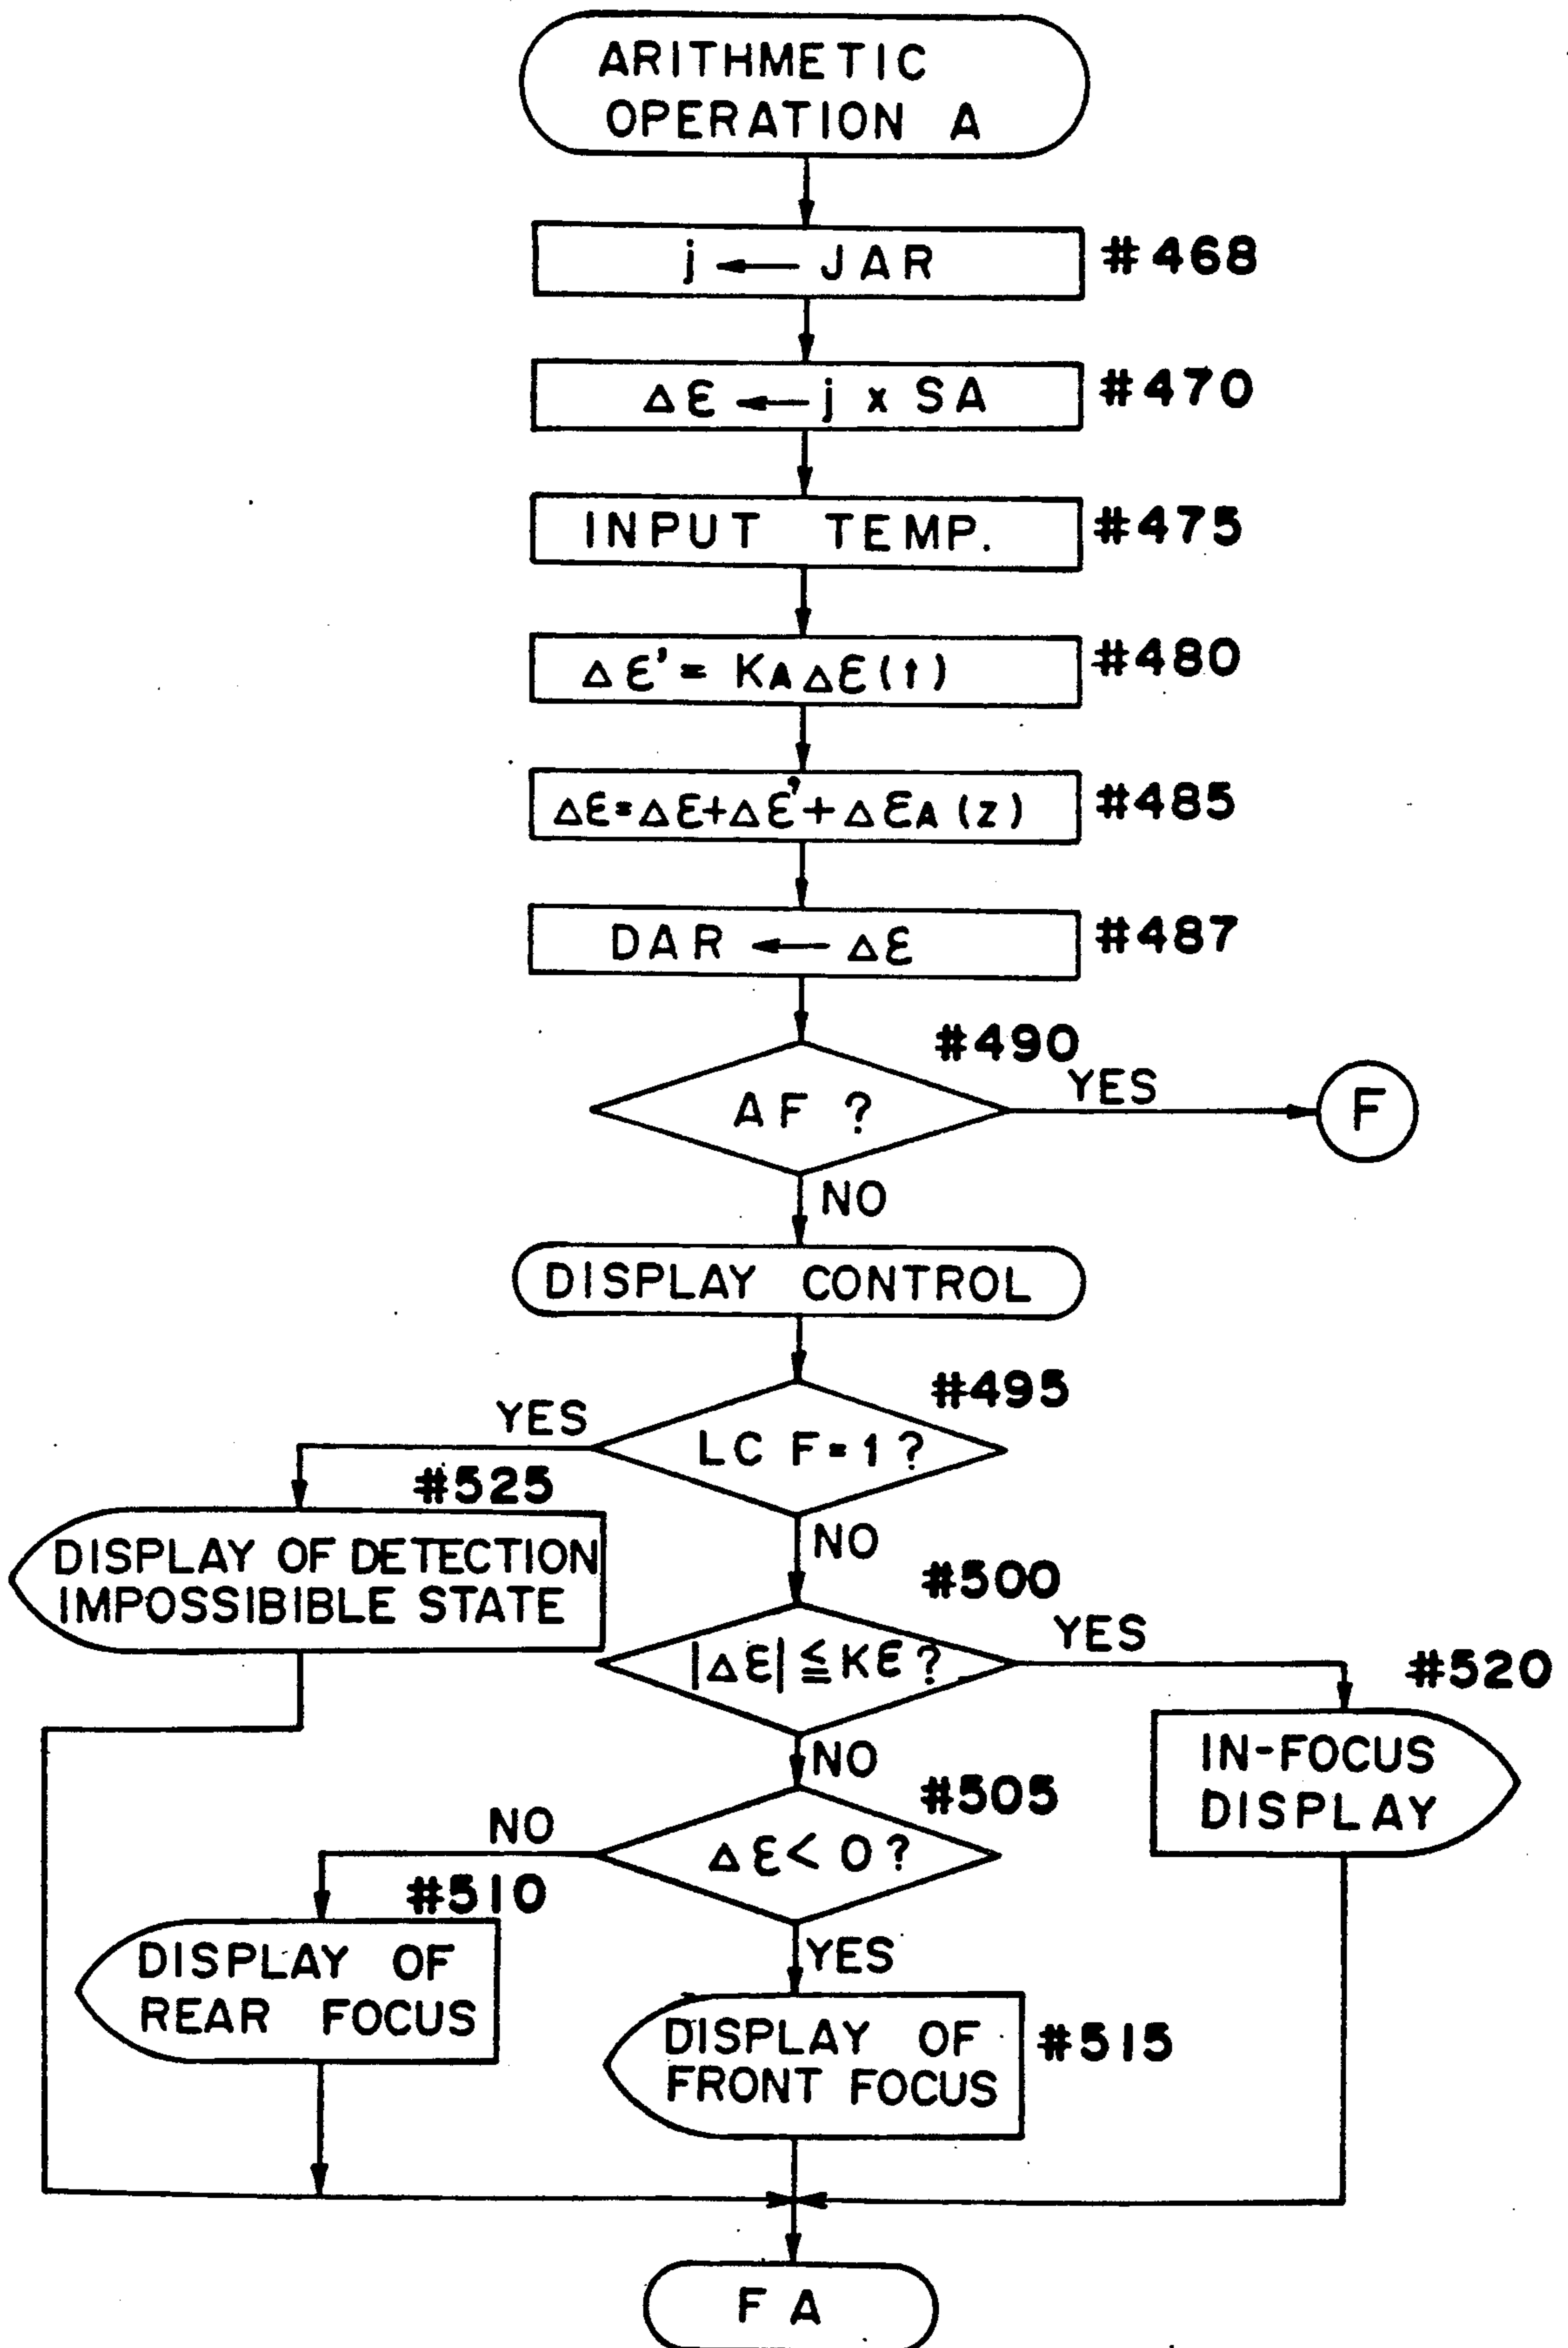 ARITHMETIC
OPERATION A
j ← JAR
#468
Δε ← j x SA
#470
INPUT TEMP.
#475
Δε' = KAΔε(t)
#480
Δε=Δε+Δε'+ΔεA(z)
#485
DAR ← Δε
#487
#490
AF ?
YES
F
NO
DISPLAY CONTROL
#495
YES
LC F=1?
#525
NO
DISPLAY OF DETECTION
IMPOSSIBIBLE STATE
#500
|Δε|≦Kε?
YES
#520
NO
IN-FOCUS
DISPLAY
#505
NO
Δε<0?
#510
YES
DISPLAY OF
REAR FOCUS
DISPLAY OF
FRONT FOCUS
#515
FA